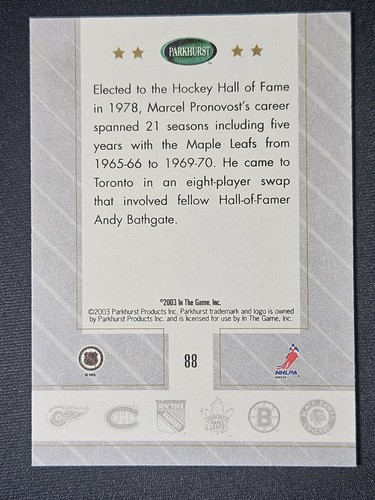 PARKHURST
Elected to the Hockey Hall of Fame
in 1978, Marcel Pronovost's career
spanned 21 seasons including five
years with the Maple Leafs from
1965-66 to 1969-70. He came to
Toronto in an eight-player swap
that involved fellow Hall-of-Famer
Andy Bathgate.
©2003 In The Game, Inc.
©2003 Parkhurst Products Inc. Parkhurst trademark and logo is owned
by Parkhurst Products Inc. and is licensed for use by In The Game, Inc.
88
© NHL
NHLPA
NEW YORK